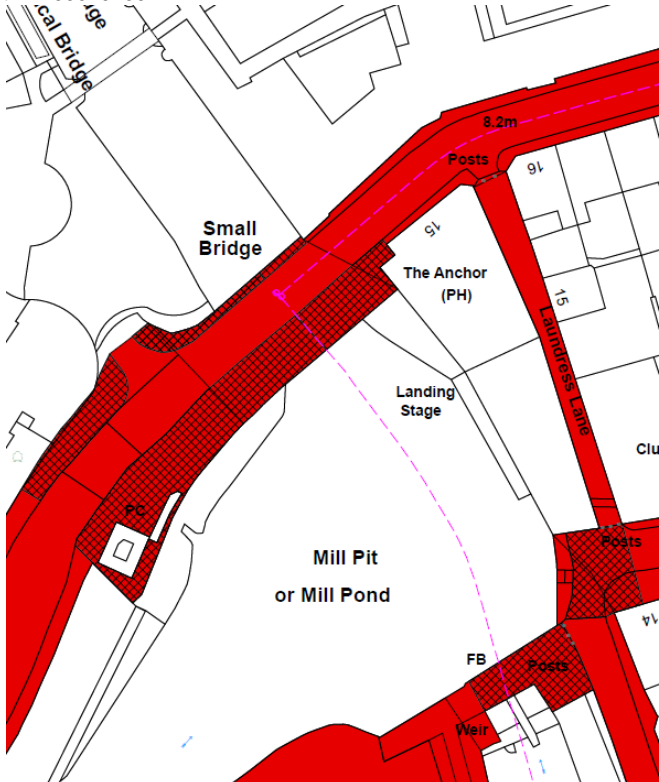 ical Bridge
8.2m
Posts
16
Small
Bridge
15
The Anchor
(PH)
15
Laundress Lane
Landing
Stage
Clu
PC
Posts
Mill Pit
or Mill Pond
14
FB
Posts
Weir